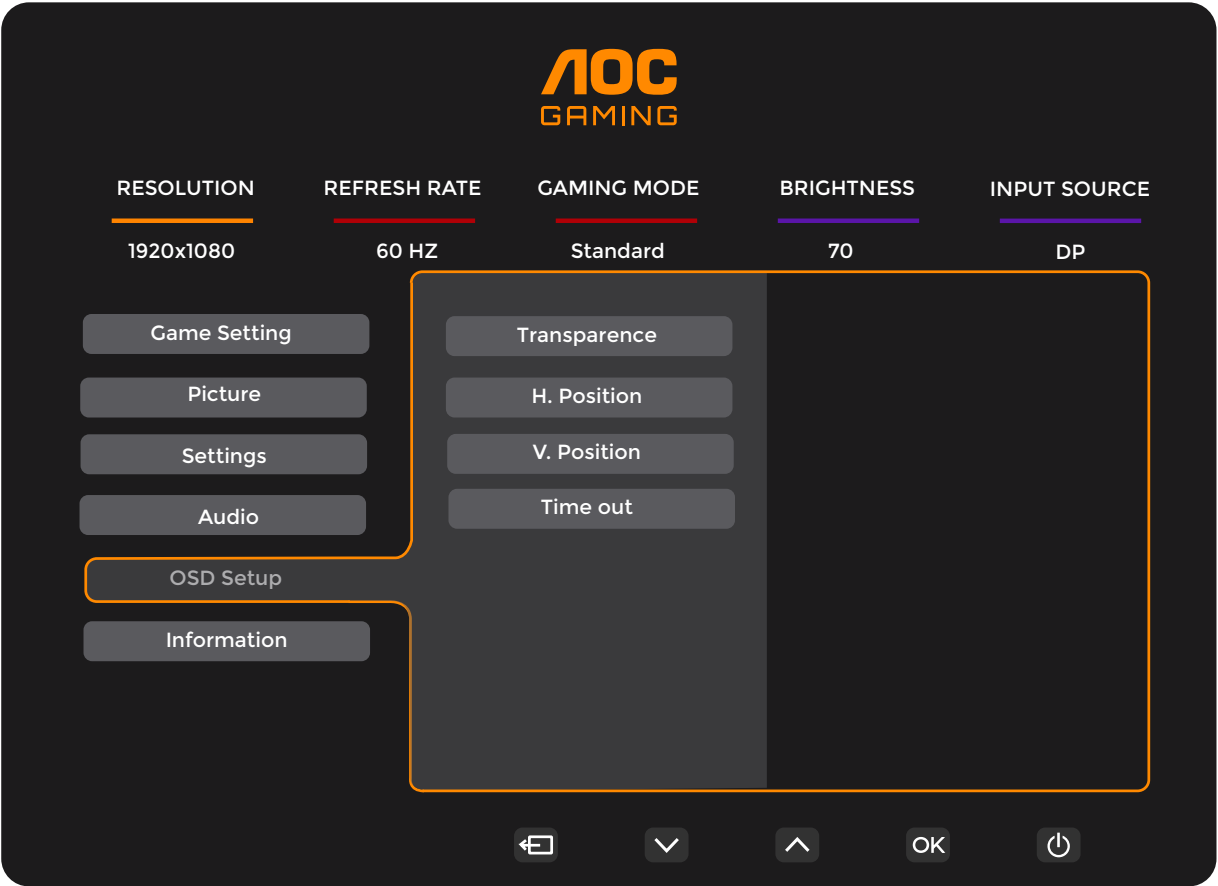 AOC
GAMING
RESOLUTION REFRESH RATE GAMING MODE BRIGHTNESS INPUT SOURCE
1920x1080 60 HZ Standard 70 DP
Game Setting
Picture
Settings
Audio
OSD Setup
Information
Transparence
H. Position
V. Position
Time out
OK